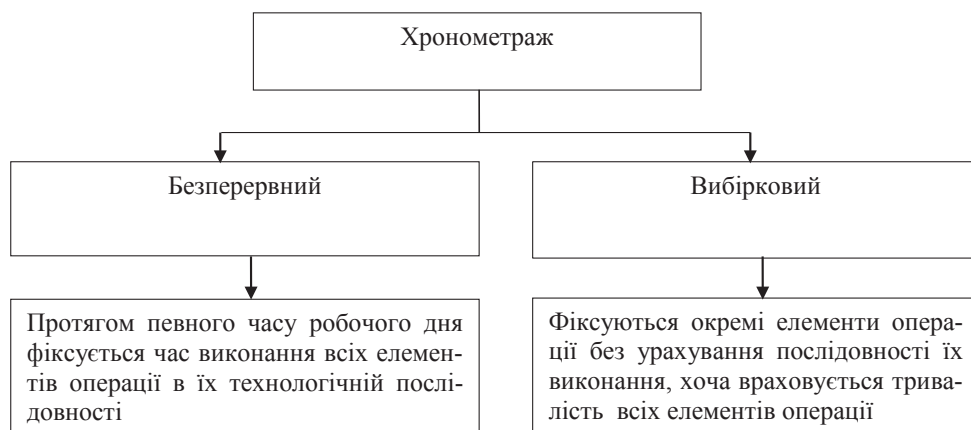 Хронометраж
Безперервний
Вибірковий
Протягом певного часу робочого дня
фіксується час виконання всіх елемен-
тів операції в їх технологічній послі-
довності
Фіксуються окремі елементи опера-
ції без урахування послідовності їх
виконання, хоча враховується трива-
лість всіх елементів операції